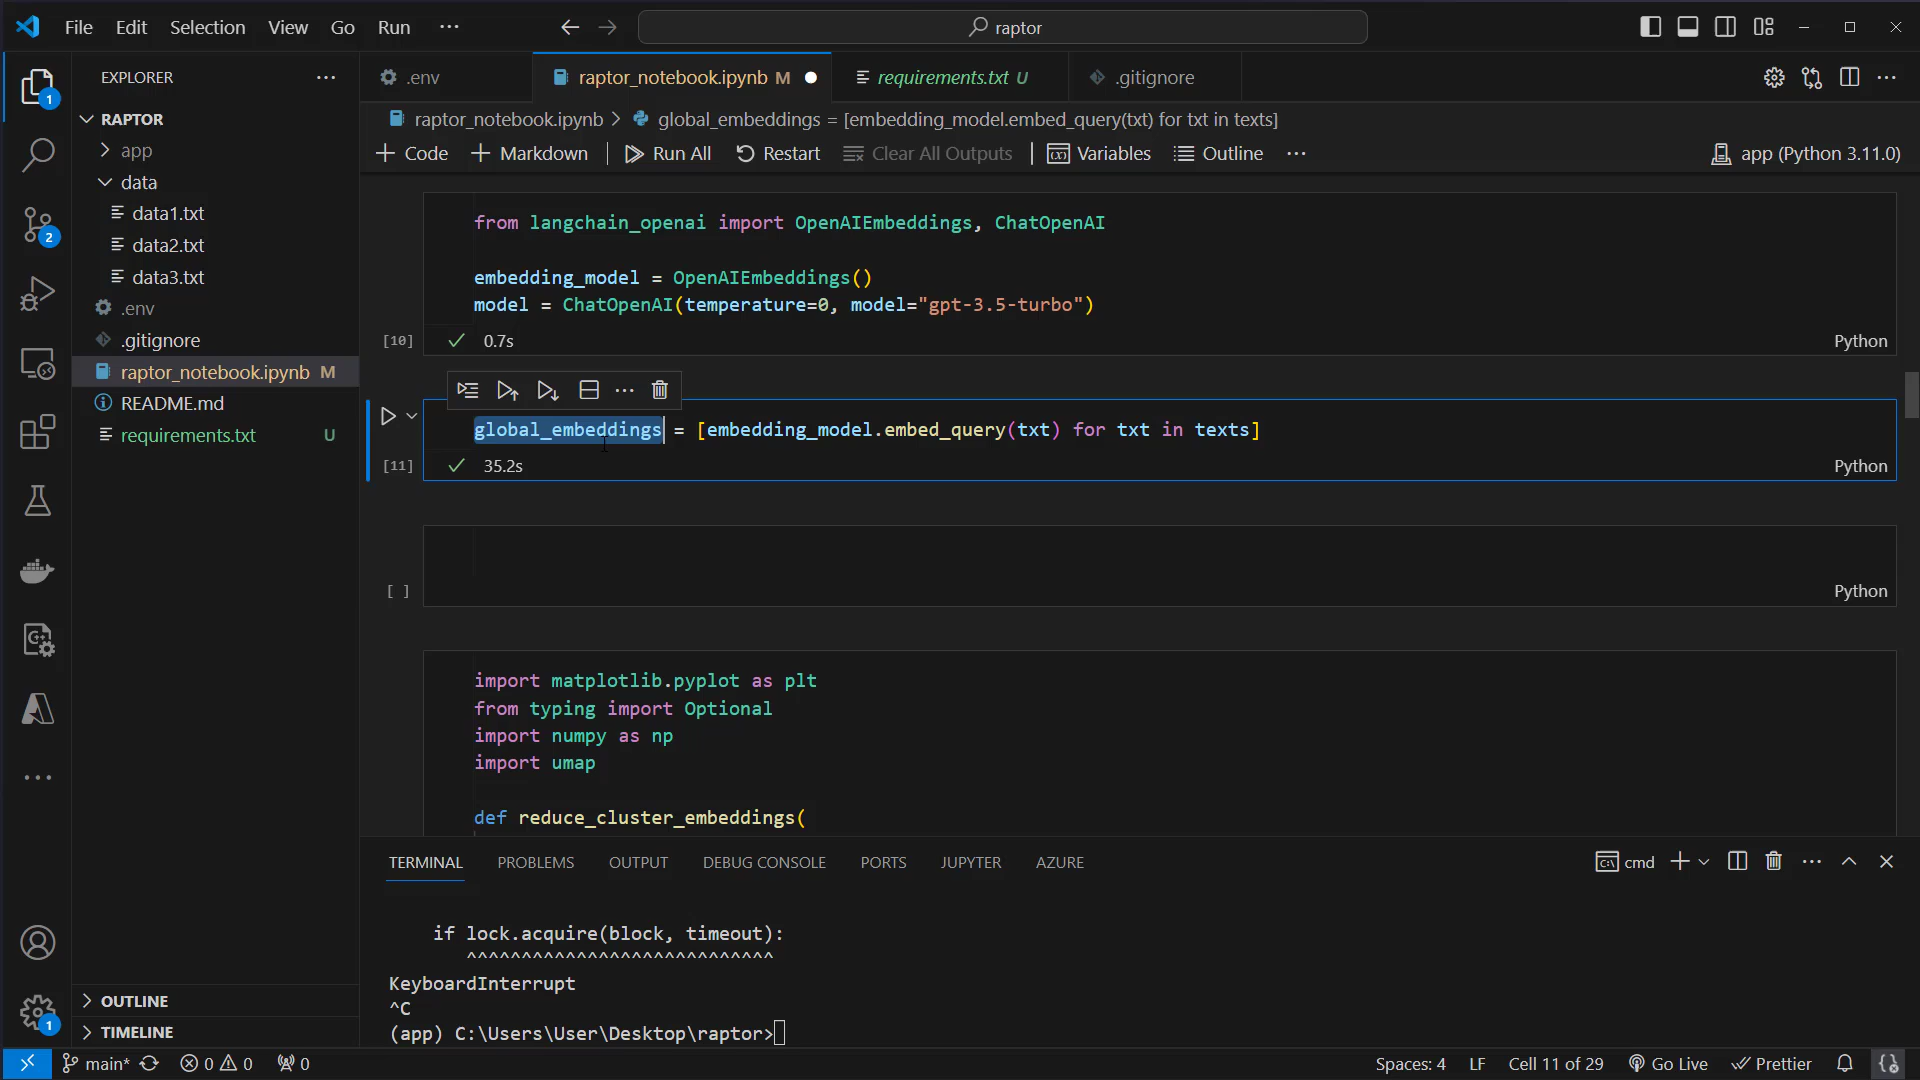 File Edit Selection View Go Run ··· raptor
EXPLORER ···
.env raptor_notebook.ipynb M requirements.txt U .gitignore ···
RAPTOR
app
data
data1.txt
data2.txt
data3.txt
.env
.gitignore
raptor_notebook.ipynb M
README.md
requirements.txt U
OUTLINE
TIMELINE
1
2
1
raptor_notebook.ipynb > global_embeddings = [embedding_model.embed_query(txt) for txt in texts]
+ Code + Markdown | Run All Restart Clear All Outputs | Variables Outline ··· app (Python 3.11.0)
from langchain_openai import OpenAIEmbeddings, ChatOpenAI
embedding_model = OpenAIEmbeddings()
model = ChatOpenAI(temperature=0, model="gpt-3.5-turbo")
[10] ✓ 0.7s Python
global_embeddings = [embedding_model.embed_query(txt) for txt in texts]
[11] ✓ 35.2s Python
[ ] Python
import matplotlib.pyplot as plt
from typing import Optional
import numpy as np
import umap
def reduce_cluster_embeddings(
TERMINAL PROBLEMS OUTPUT DEBUG CONSOLE PORTS JUPYTER AZURE cmd
if lock.acquire(block, timeout):
^^^^^^^^^^^^^^^^^^^^^^^^^^^^
KeyboardInterrupt
^C
(app) C:\Users\User\Desktop\raptor>
main* 0 0 0 Spaces: 4 LF Cell 11 of 29 Go Live Prettier